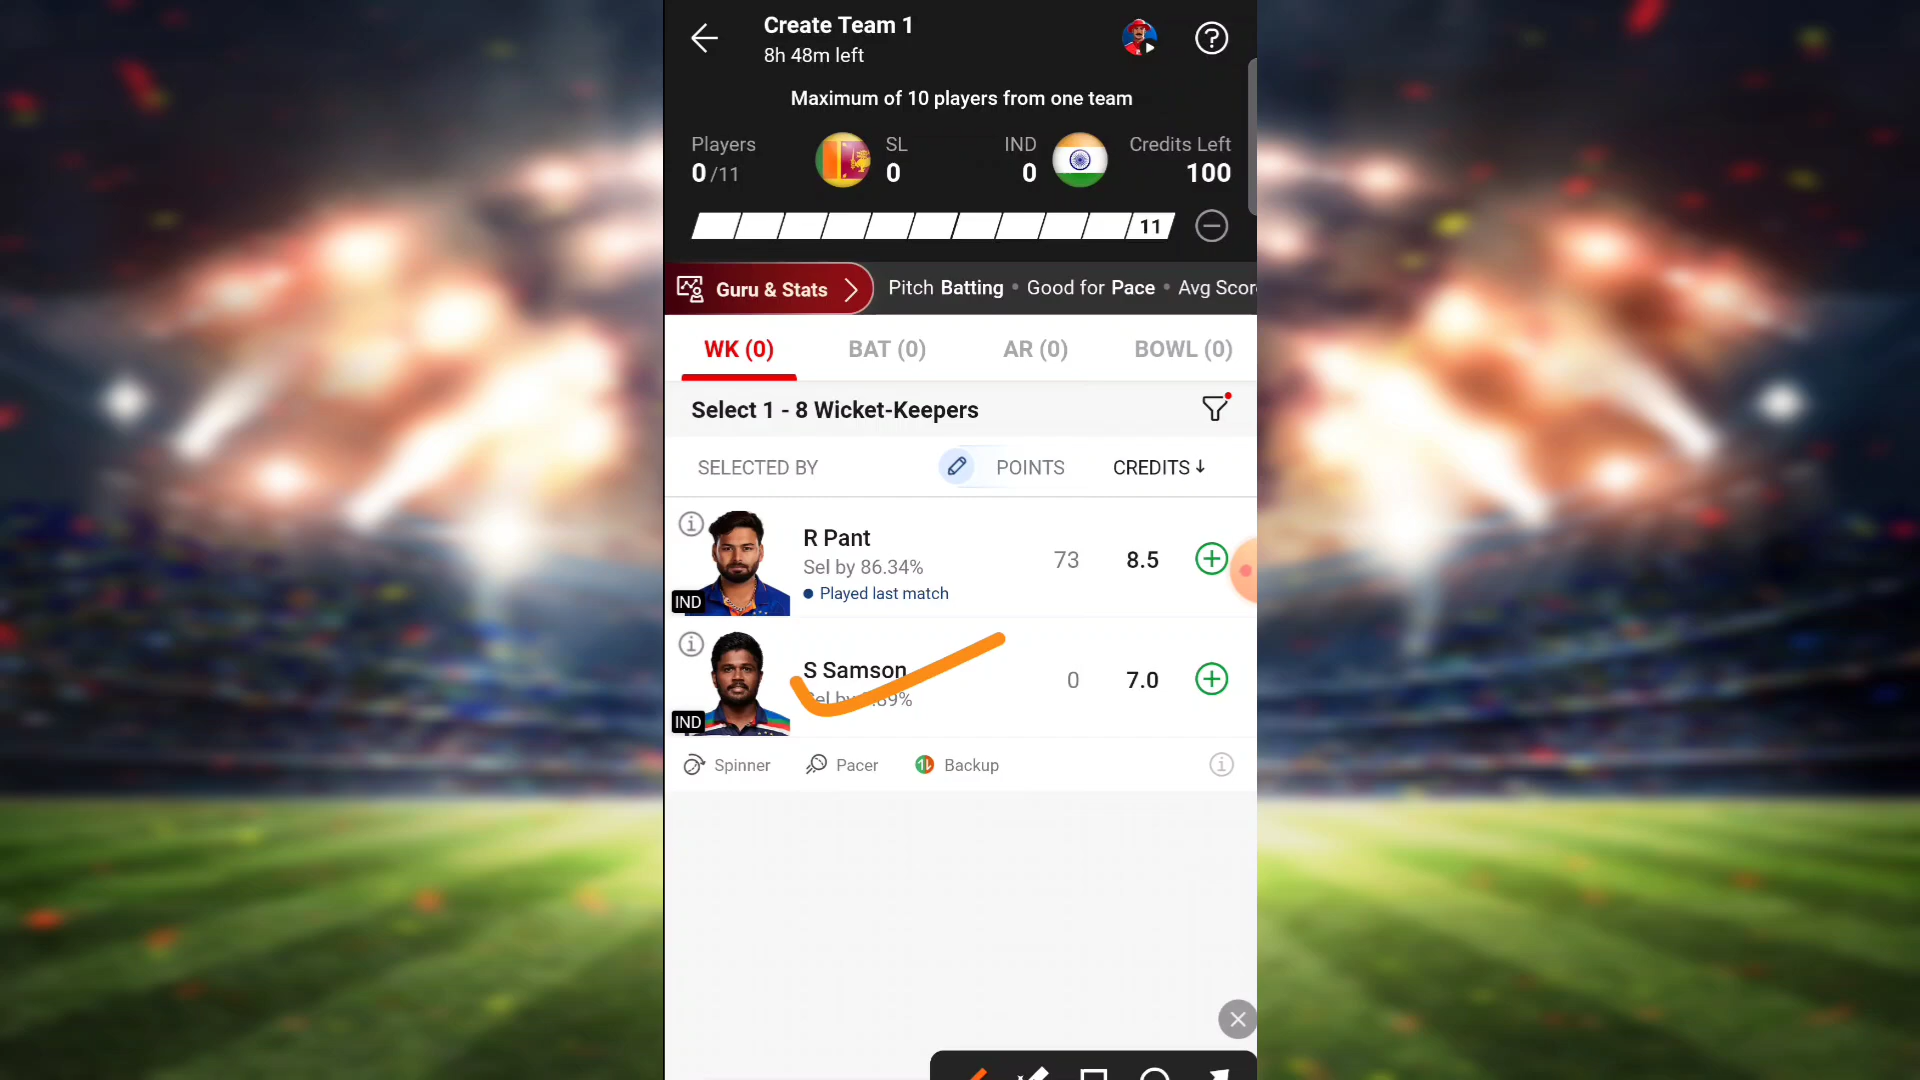 Create Team 1
8h 48m left
Maximum of 10 players from one team
Players SL IND Credits Left
0/11 0 0 100
11
Guru & Stats Pitch Batting • Good for Pace • Avg Scor
WK (0) BAT (0) AR (0) BOWL (0)
Select 1 - 8 Wicket-Keepers
SELECTED BY POINTS CREDITS ↓
R Pant
Sel by 86.34% 73 8.5
IND Played last match
S Samson 0 7.0
Sel by
IND
Spinner Pacer Backup